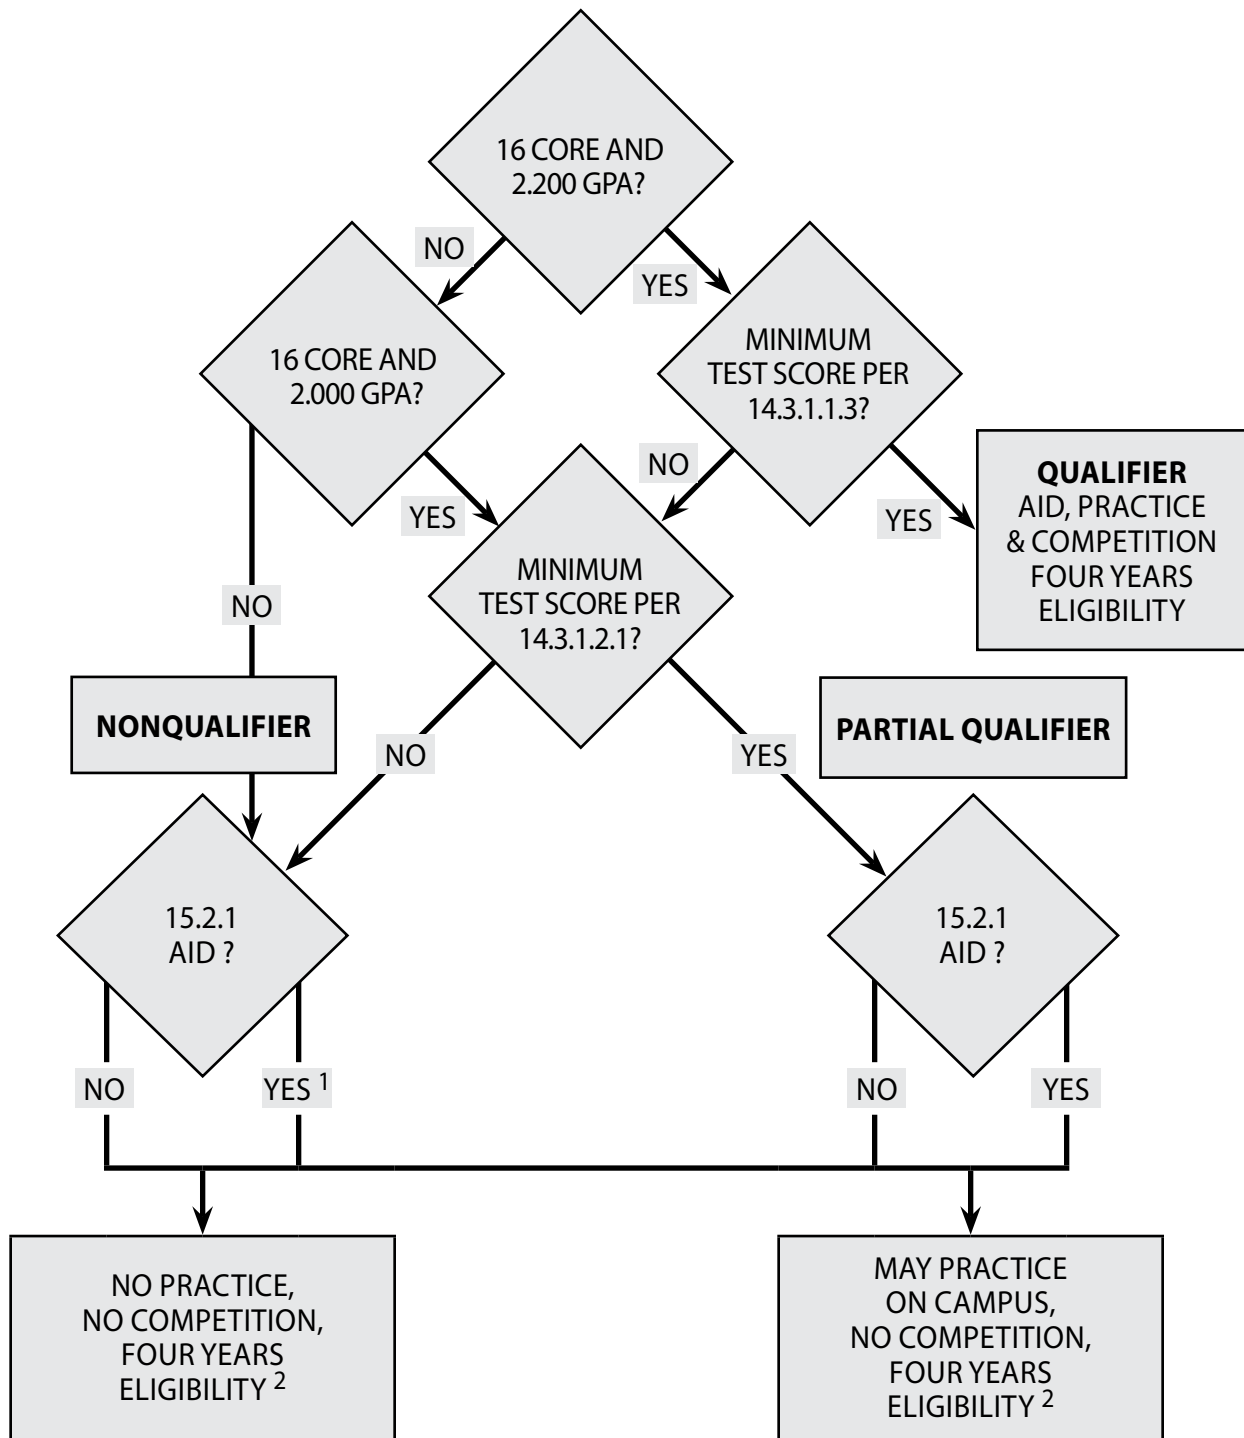 16 CORE AND
2.200 GPA?
NO
YES
16 CORE AND
2.000 GPA?
MINIMUM
TEST SCORE PER
14.3.1.1.3?
NO
YES
YES
QUALIFIER
AID, PRACTICE
& COMPETITION
FOUR YEARS
ELIGIBILITY
MINIMUM
TEST SCORE PER
14.3.1.2.1?
NO
NONQUALIFIER
NO
YES
PARTIAL QUALIFIER
15.2.1
AID ?
15.2.1
AID ?
NO
YES 1
NO
YES
NO PRACTICE,
NO COMPETITION,
FOUR YEARS
ELIGIBILITY 2
MAY PRACTICE
ON CAMPUS,
NO COMPETITION,
FOUR YEARS
ELIGIBILITY 2